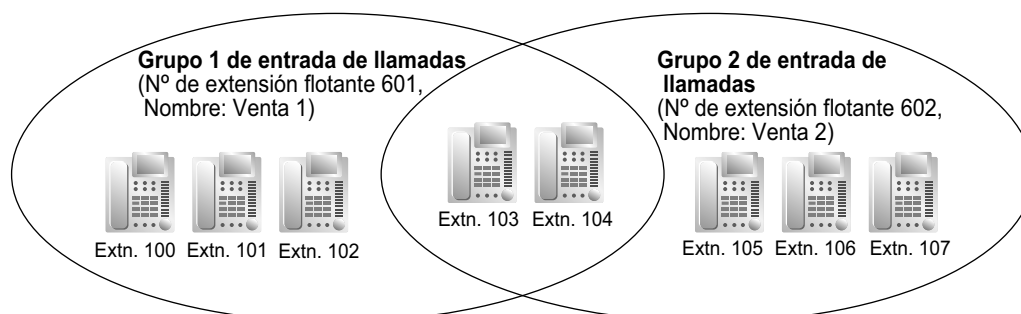 Grupo 1 de entrada de llamadas
(Nº de extensión flotante 601,
Nombre: Venta 1)
Grupo 2 de entrada de
llamadas
(Nº de extensión flotante 602,
Nombre: Venta 2)
Extn. 100 Extn. 101 Extn. 102
Extn. 103 Extn. 104
Extn. 105 Extn. 106 Extn. 107